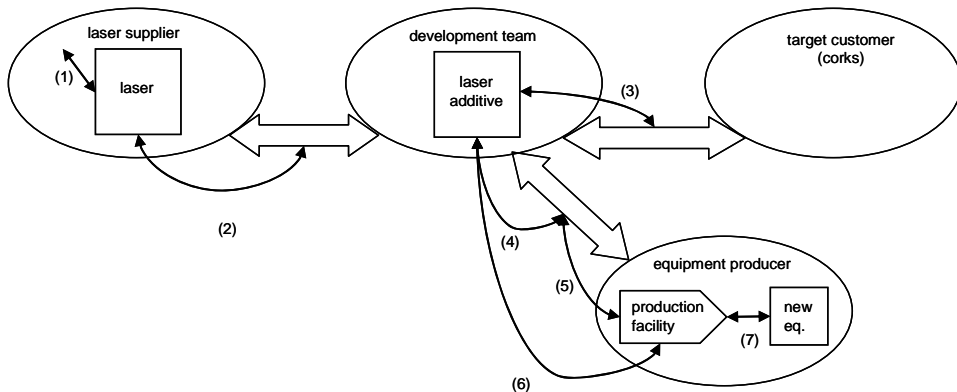 laser supplier
(1)
laser
(2)
development team
laser
additive
(3)
target customer
(corks)
(4)
(5)
(6)
equipment producer
production
facility
(7)
new
eq.